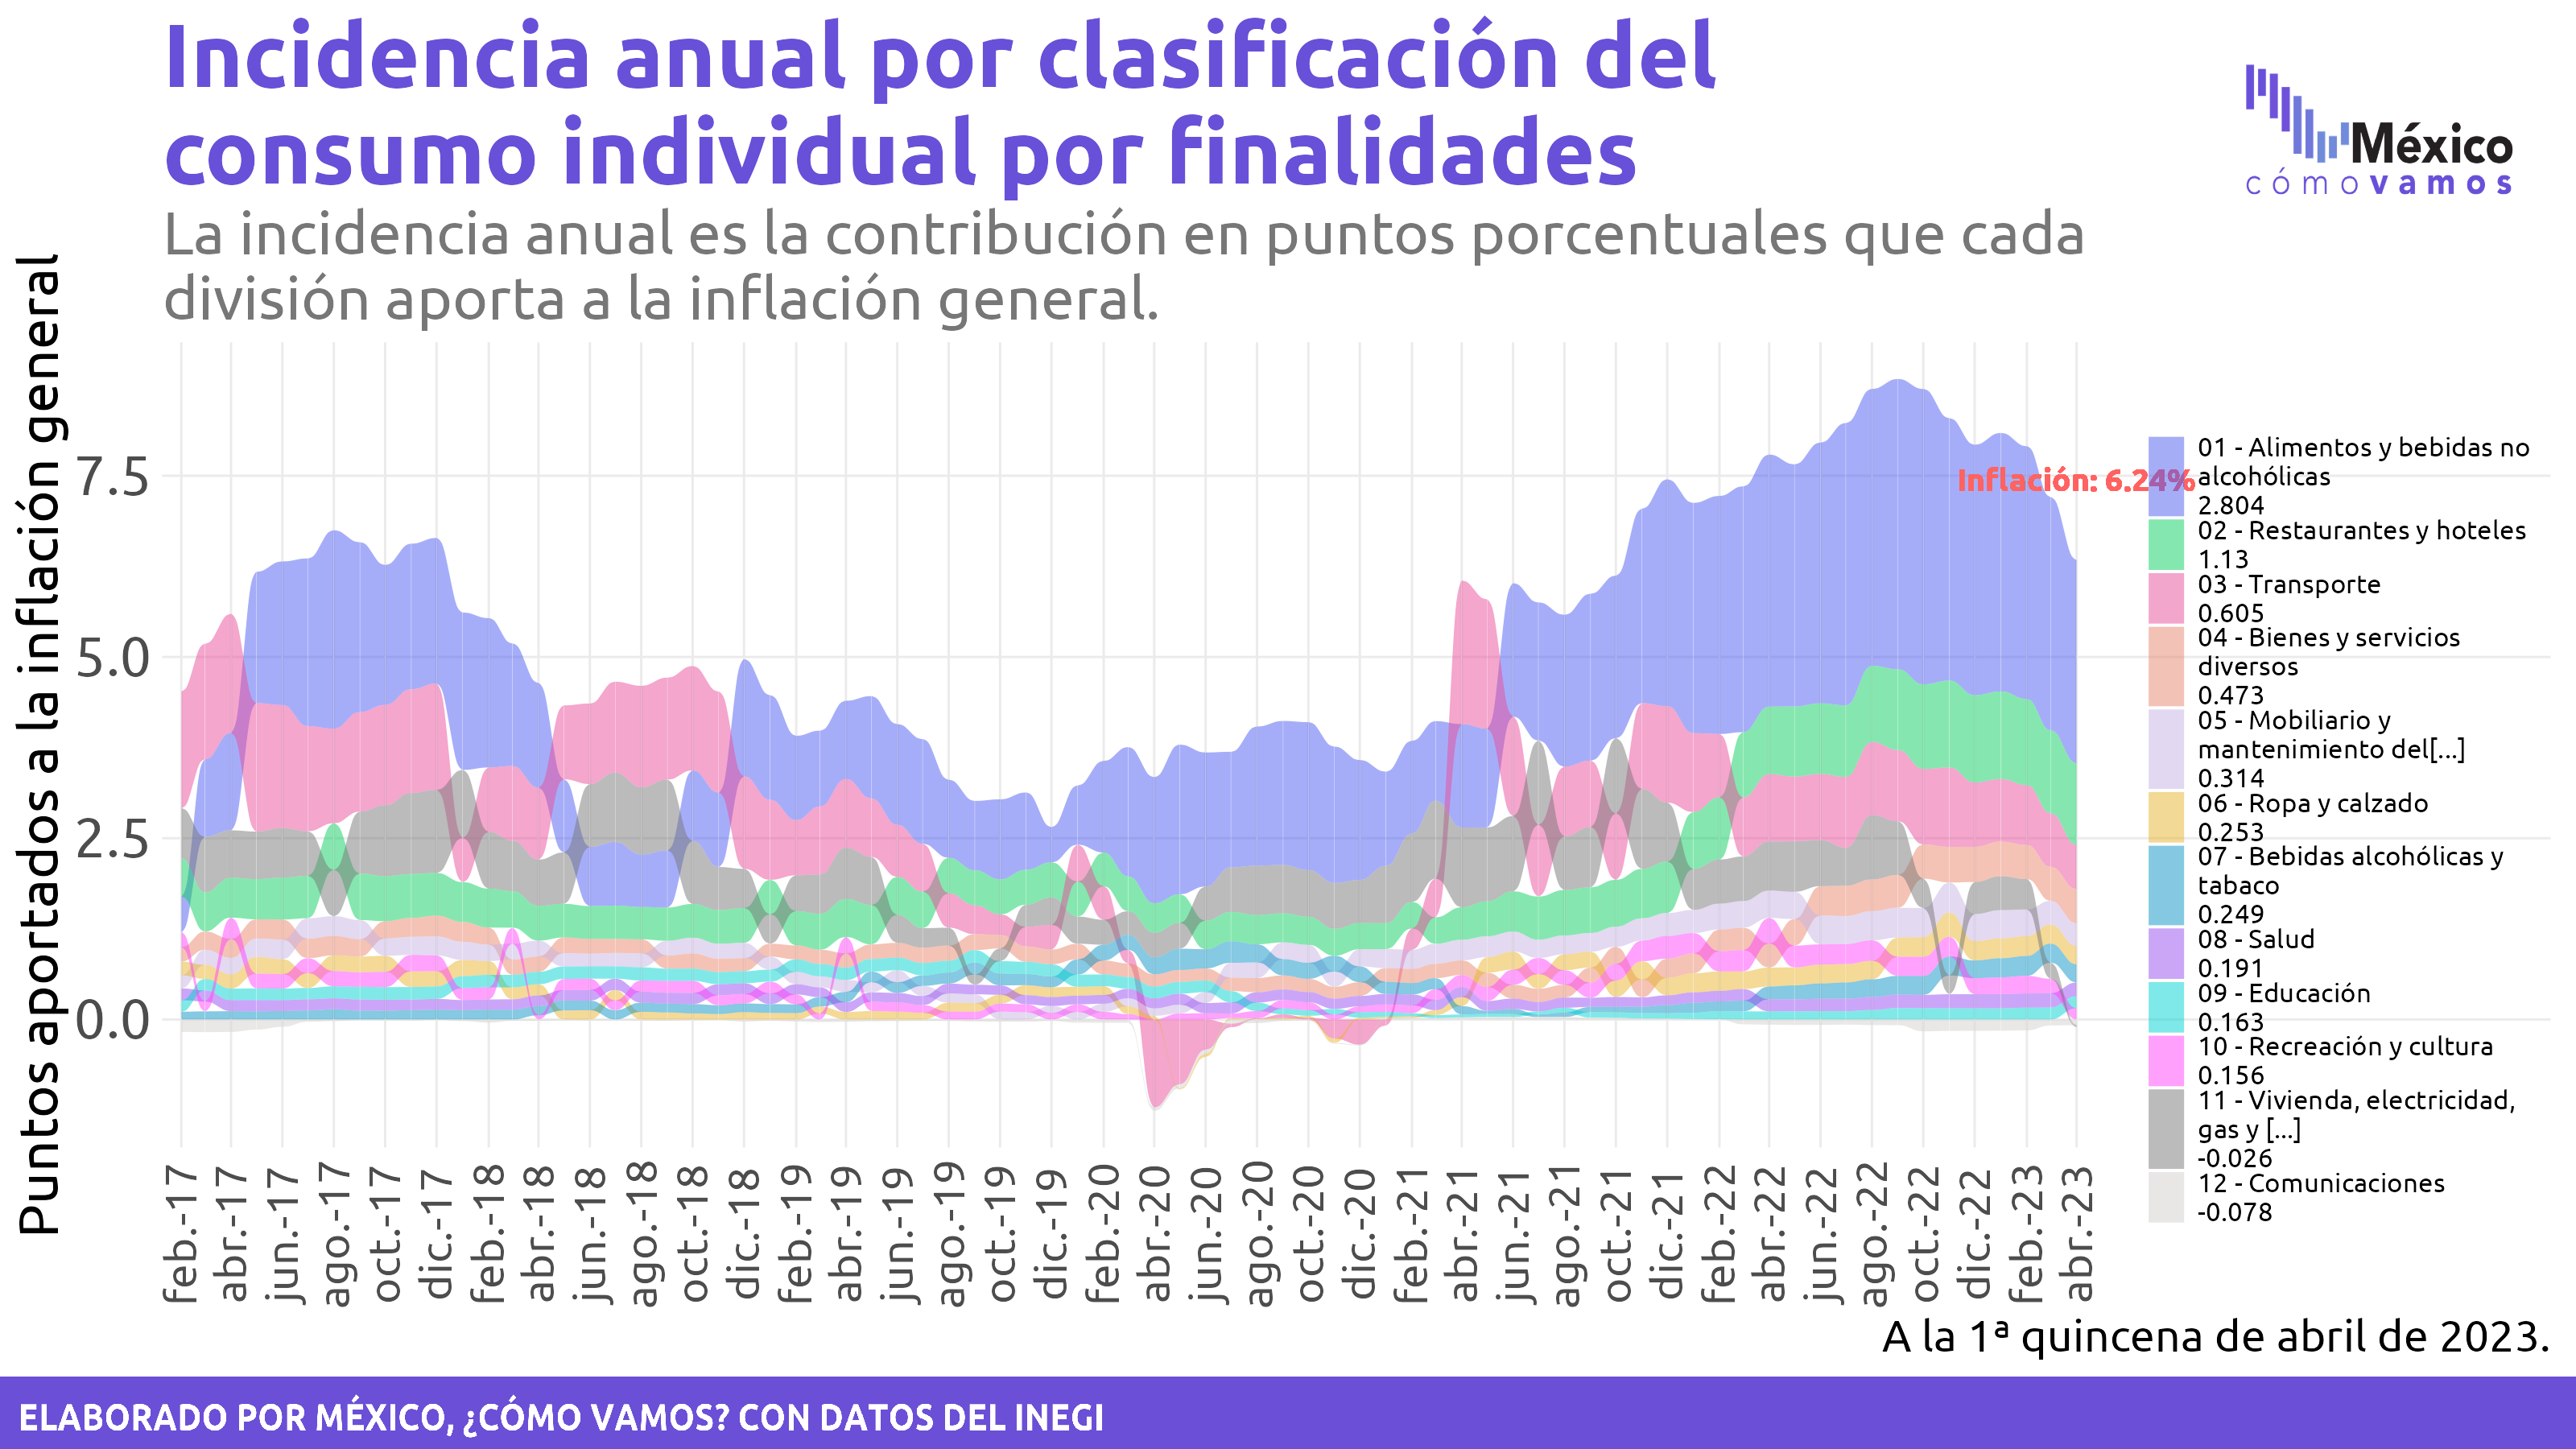 Incidencia anual por clasificación del
consumo individual por finalidades
La incidencia anual es la contribución en puntos porcentuales que cada
división aporta a la inflación general.
México
cómo vamos
Puntos aportados a la inflación general
7.5
5.0
2.5
0.0
Inflación: 6.24%
01 - Alimentos y bebidas no
alcohólicas
2.804
02 - Restaurantes y hoteles
1.13
03 - Transporte
0.605
04 - Bienes y servicios
diversos
0.473
05 - Mobiliario y
mantenimiento del[...]
0.314
06 - Ropa y calzado
0.253
07 - Bebidas alcohólicas y
tabaco
0.249
08 - Salud
0.191
09 - Educación
0.163
10 - Recreación y cultura
0.156
11 - Vivienda, electricidad,
gas y [...]
-0.026
12 - Comunicaciones
-0.078
feb.-17
abr.-17
jun.-17
ago.-17
oct.-17
dic.-17
feb.-18
abr.-18
jun.-18
ago.-18
oct.-18
dic.-18
feb.-19
abr.-19
jun.-19
ago.-19
oct.-19
dic.-19
feb.-20
abr.-20
jun.-20
ago.-20
oct.-20
dic.-20
feb.-21
abr.-21
jun.-21
ago.-21
oct.-21
dic.-21
feb.-22
abr.-22
jun.-22
ago.-22
oct.-22
dic.-22
feb.-23
abr.-23
A la 1ª quincena de abril de 2023.
ELABORADO POR MÉXICO, ¿CÓMO VAMOS? CON DATOS DEL INEGI